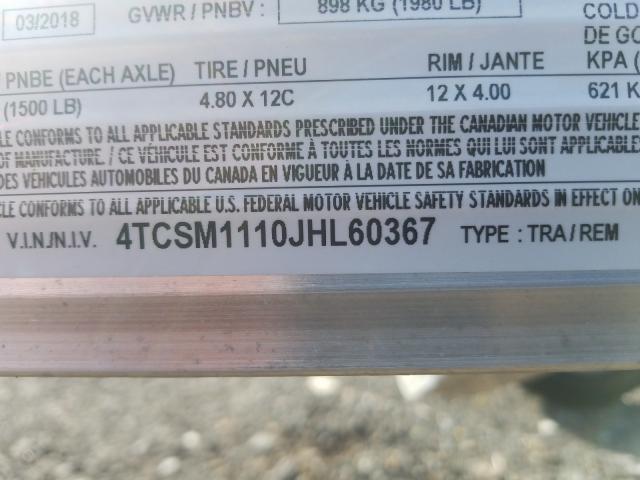 03/2018 GVWR / PNBV : 898 KG (1980 LB) COLD
DE GO
/ PNBE (EACH AXLE) TIRE / PNEU RIM / JANTE KPA (
(1500 LB) 4.80 X 12C 12 X 4.00 621 K
CLE CONFORMS TO ALL APPLICABLE STANDARDS PRESCRIBED UNDER THE CANADIAN MOTOR VEHICLE
OF MANUFACTURE. / CE VÉHICULE EST CONFORME À TOUTES LES NORMES QUI LUI SONT APPLICABLES
DES VÉHICULES AUTOMOBILES DU CANADA EN VIGUEUR À LA DATE DE SA FABRICATION
CLE CONFORMS TO ALL APPLICABLE U.S. FEDERAL MOTOR VEHICLE SAFETY STANDARDS IN EFFECT ON
V.I.N./N.I.V. 4TCSM1110JHL60367 TYPE : TRA / REM